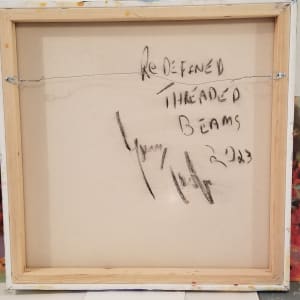 REDEFINED
THREADED
BEAMS
2023